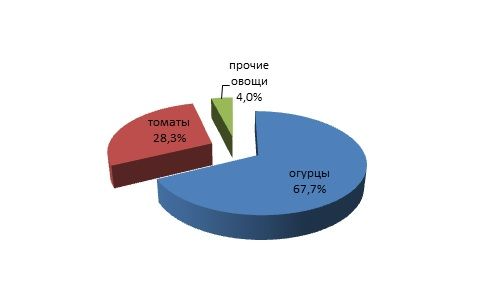 прочие
овощи
4,0%
томаты
28,3%
огурцы
67,7%